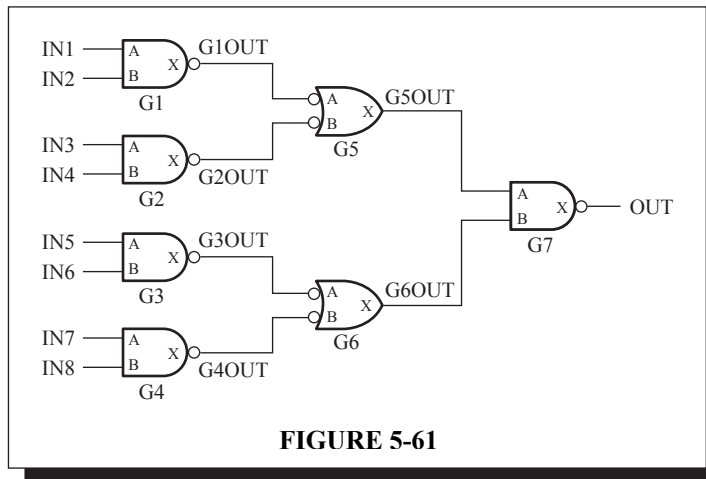 IN1
A
X
B
IN2
G1
G1OUT
IN3
A
X
B
IN4
G2
G2OUT
A
X
B
G5
G5OUT
IN5
A
X
B
IN6
G3
G3OUT
IN7
A
X
B
IN8
G4
G4OUT
A
X
B
G6
G6OUT
A
X
B
G7
OUT
FIGURE 5-61